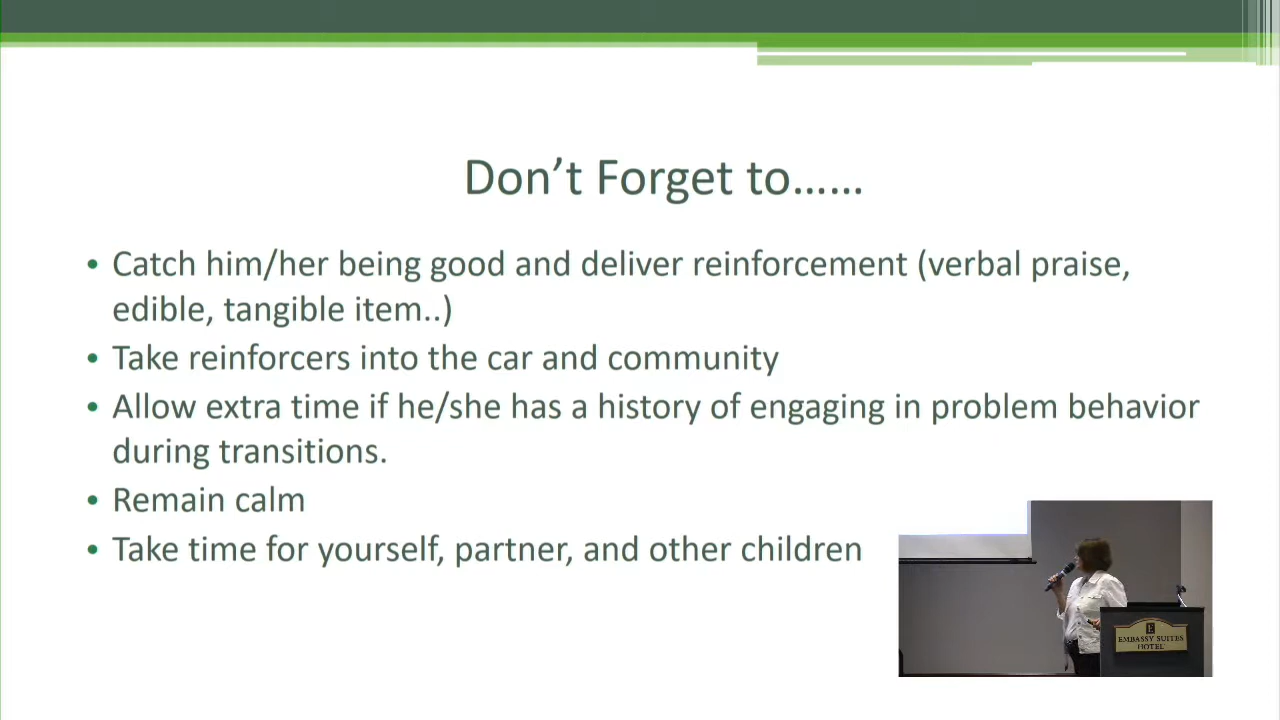 Don’t Forget to……
• Catch him/her being good and deliver reinforcement (verbal praise,
edible, tangible item..)
• Take reinforcers into the car and community
• Allow extra time if he/she has a history of engaging in problem behavior
during transitions.
• Remain calm
• Take time for yourself, partner, and other children
E
EMBASSY SUITES
HOTEL